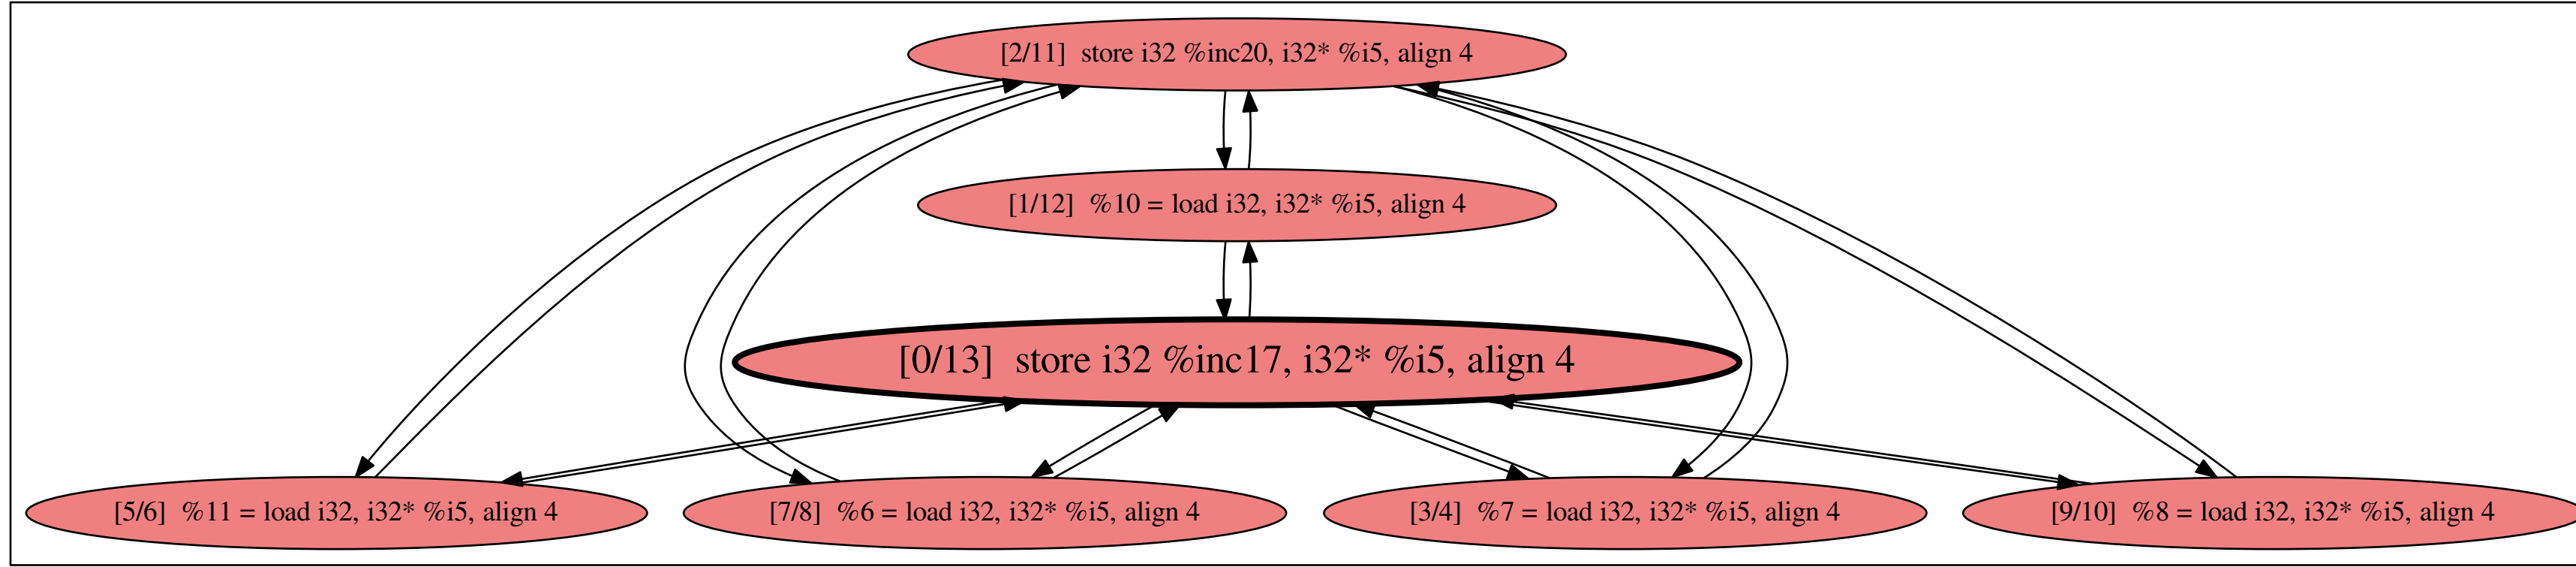 [2/11]  store i32 %inc20, i32* %i5, align 4
[1/12]  %10 = load i32, i32* %i5, align 4
[0/13]  store i32 %inc17, i32* %i5, align 4
[5/6]  %11 = load i32, i32* %i5, align 4
[7/8]  %6 = load i32, i32* %i5, align 4
[3/4]  %7 = load i32, i32* %i5, align 4
[9/10]  %8 = load i32, i32* %i5, align 4